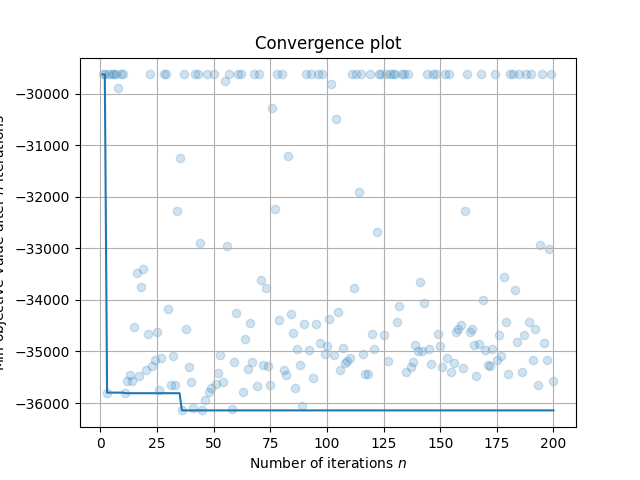 Convergence plot
Min objective value after n iterations
−30000
−31000
−32000
−33000
−34000
−35000
−36000
0 25 50 75 100 125 150 175 200
Number of iterations n